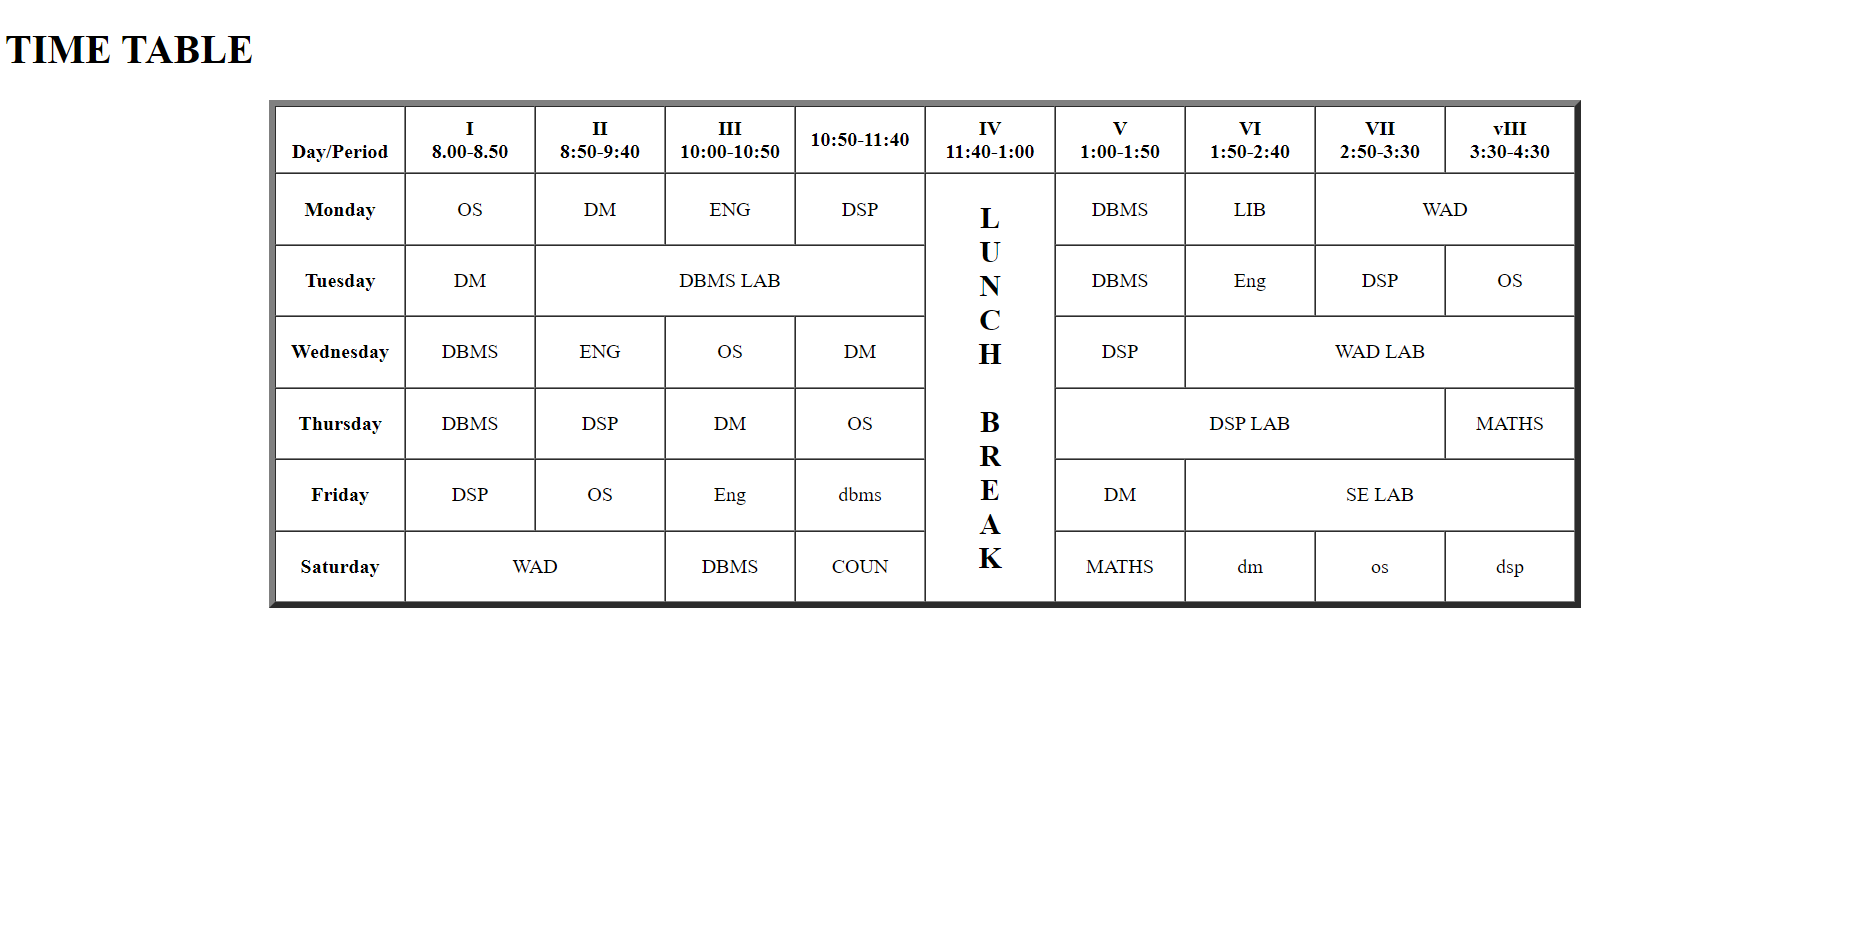 TIME TABLE
Day/Period
I
8.00-8.50
II
8:50-9:40
III
10:00-10:50
10:50-11:40
IV
11:40-1:00
V
1:00-1:50
VI
1:50-2:40
VII
2:50-3:30
vIII
3:30-4:30
Monday
OS
DM
ENG
DSP
L
U
N
C
H
B
R
E
A
K
DBMS
LIB
WAD
Tuesday
DM
DBMS LAB
DBMS
Eng
DSP
OS
Wednesday
DBMS
ENG
OS
DM
DSP
WAD LAB
Thursday
DBMS
DSP
DM
OS
DSP LAB
MATHS
Friday
DSP
OS
Eng
dbms
DM
SE LAB
Saturday
WAD
DBMS
COUN
MATHS
dm
os
dsp